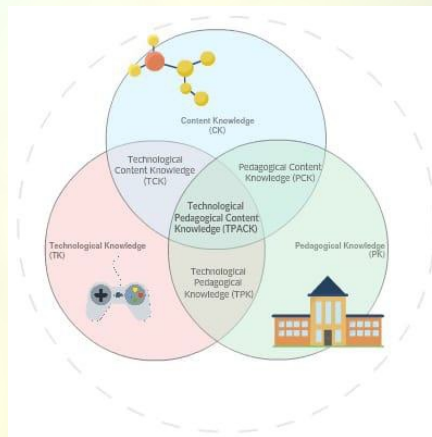 Content Knowledge
(CK)
Technological
Content Knowledge
(TCK)
Pedagogical Content
Knowledge (PCK)
Technological
Pedagogical Content
Knowledge (TPACK)
Technological Knowledge
(TK)
Pedagogical Knowledge
(PK)
Technological
Pedagogical
Knowledge (TPK)